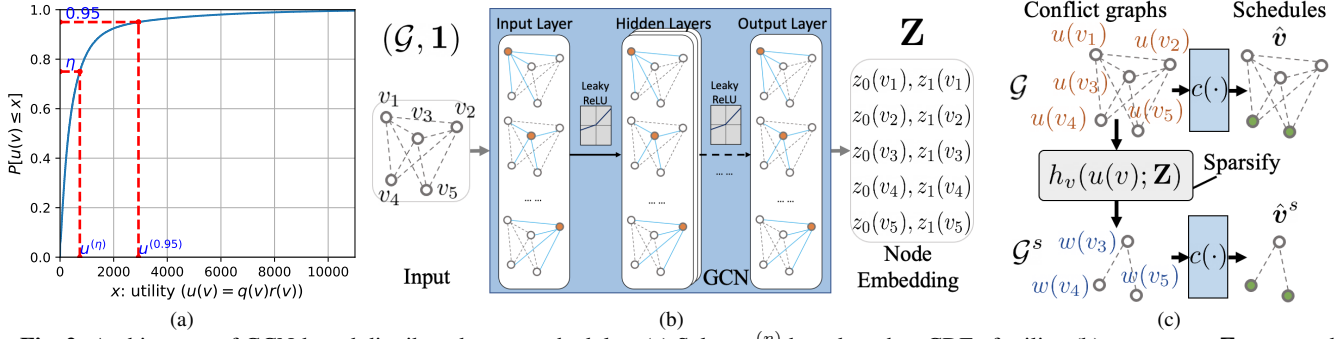 1.0
0.8
0.6
0.4
0.2
0.0
P[u(v) ≤ x]
0.95
η
u^(η)
u^(0.95)
0 2000 4000 6000 8000 10000
x: utility (u(v) = q(v)r(v))
(a)
(𝒢, 1)
v₁
v₂
v₃
v₄
v₅
Input
Input Layer
Hidden Layers
Output Layer
Leaky
ReLU
Leaky
ReLU
... ...
... ...
... ...
... ...
GCN
Z
z₀(v₁), z₁(v₁)
z₀(v₂), z₁(v₂)
z₀(v₃), z₁(v₃)
z₀(v₄), z₁(v₄)
z₀(v₅), z₁(v₅)
Node
Embedding
(b)
Conflict graphs
Schedules
𝒢
u(v₁)
u(v₂)
u(v₃)
u(v₄)
u(v₅)
c(·)
v̂
h_v(u(v); Z)
Sparsify
𝒢ˢ
w(v₃)
w(v₄)
w(v₅)
c(·)
v̂ˢ
(c)